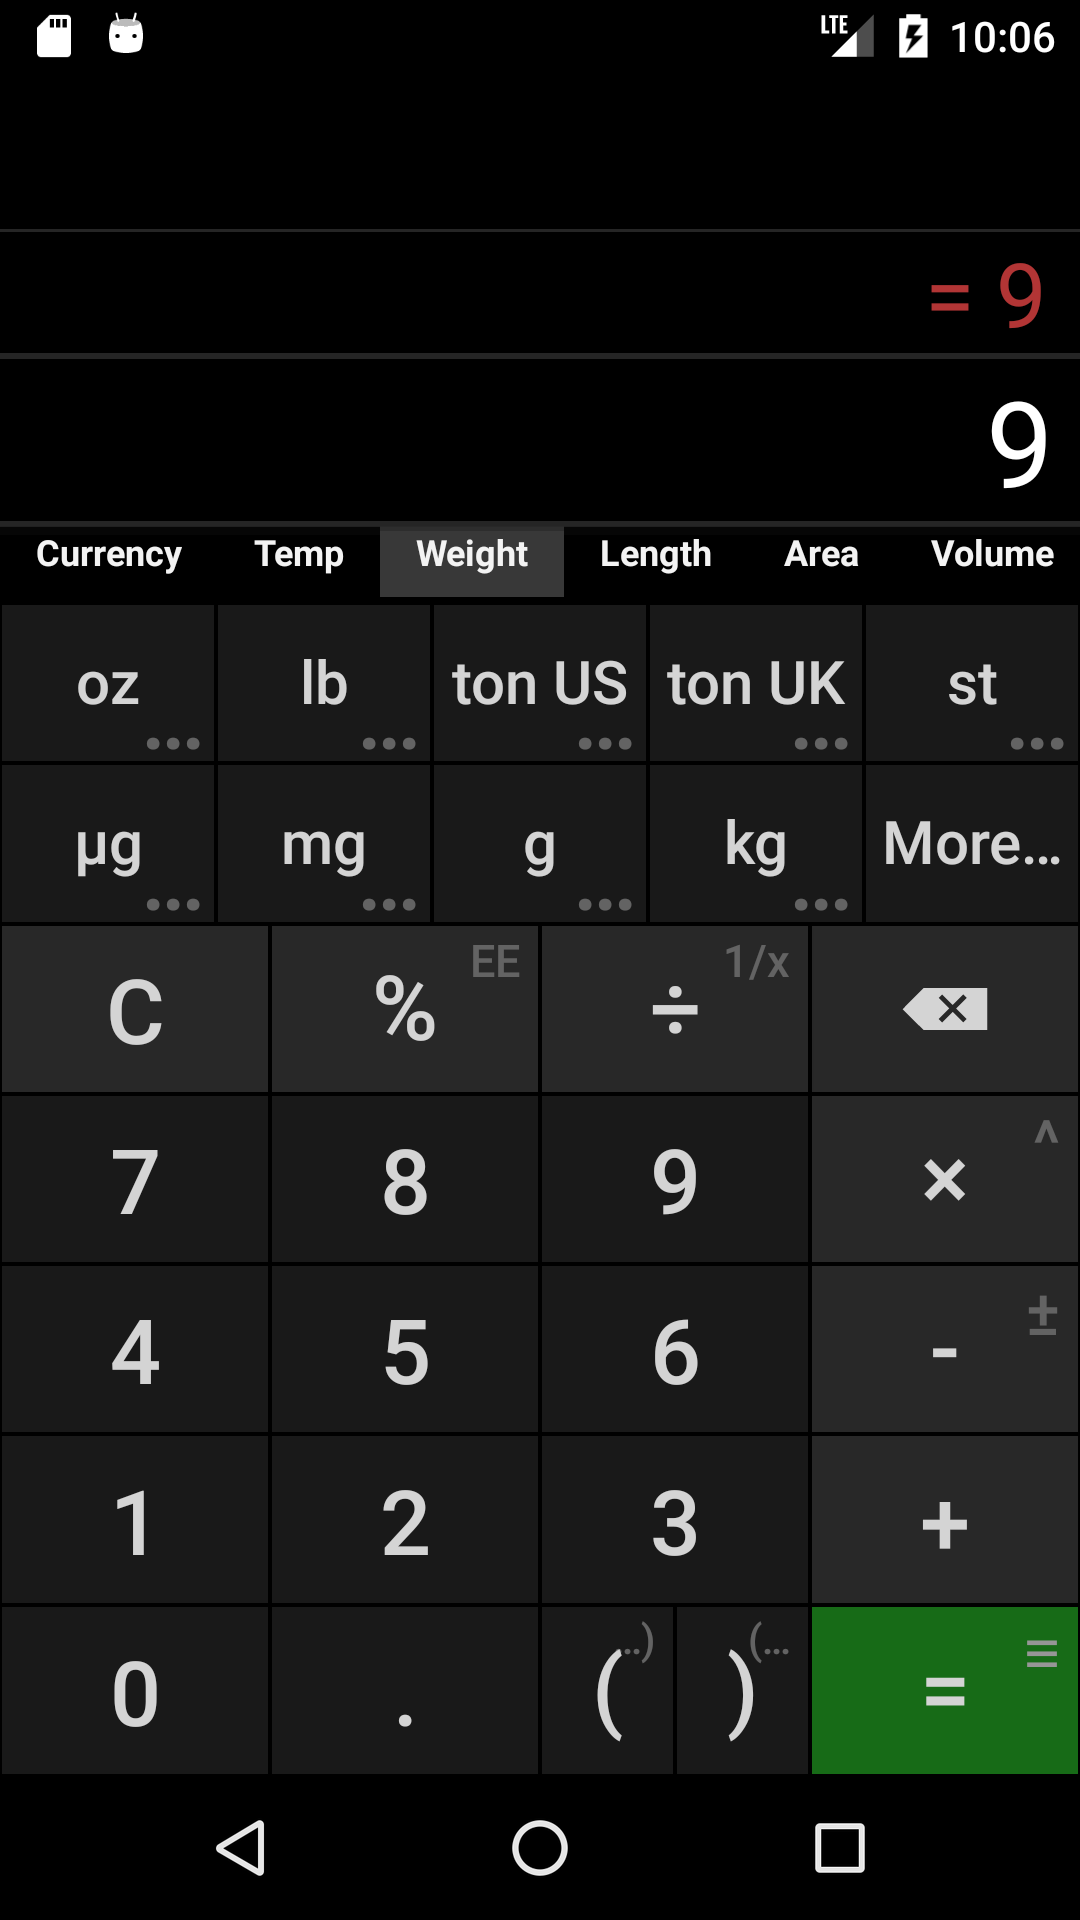 LTE 10:06
= 9
9
Currency Temp Weight Length Area Volume
oz lb ton US ton UK st
µg mg g kg More...
C % EE ÷ 1/x
7 8 9 × ^
4 5 6 - ±
1 2 3 +
0 . ( ..) ) (... = ≡